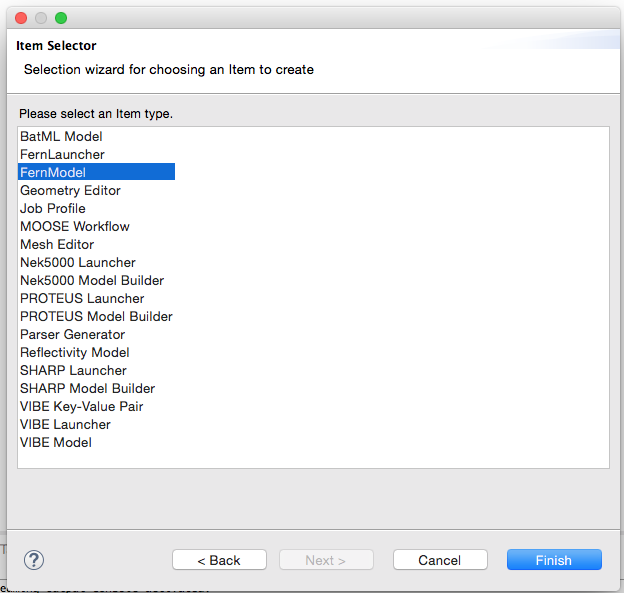 Item Selector
Selection wizard for choosing an Item to create
Please select an Item type.
BatML Model
FernLauncher
FernModel
Geometry Editor
Job Profile
MOOSE Workflow
Mesh Editor
Nek5000 Launcher
Nek5000 Model Builder
PROTEUS Launcher
PROTEUS Model Builder
Parser Generator
Reflectivity Model
SHARP Launcher
SHARP Model Builder
VIBE Key-Value Pair
VIBE Launcher
VIBE Model
? < Back Next > Cancel Finish